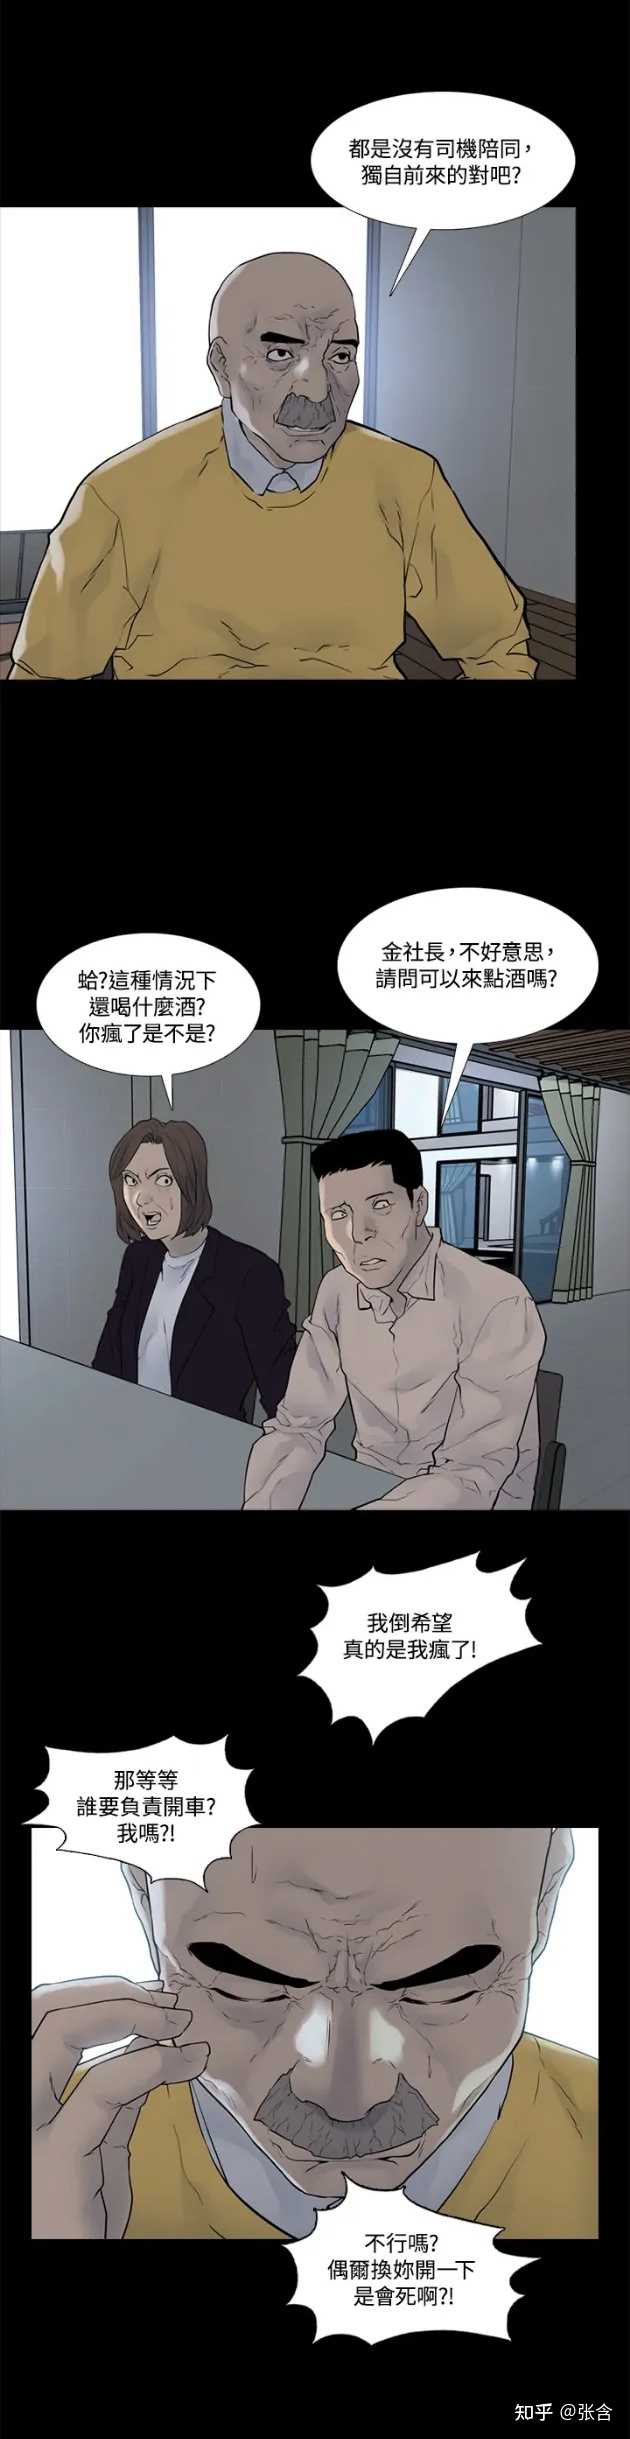 都是沒有司機陪同，
獨自前來的對吧?
金社長，不好意思，
請問可以來點酒嗎?
蛤?這種情況下
還喝什麼酒?
你瘋了是不是?
我倒希望
真的是我瘋了!
那等等
誰要負責開車?
我嗎?!
不行嗎?
偶爾換妳開一下
是會死啊?!
知乎 @张含